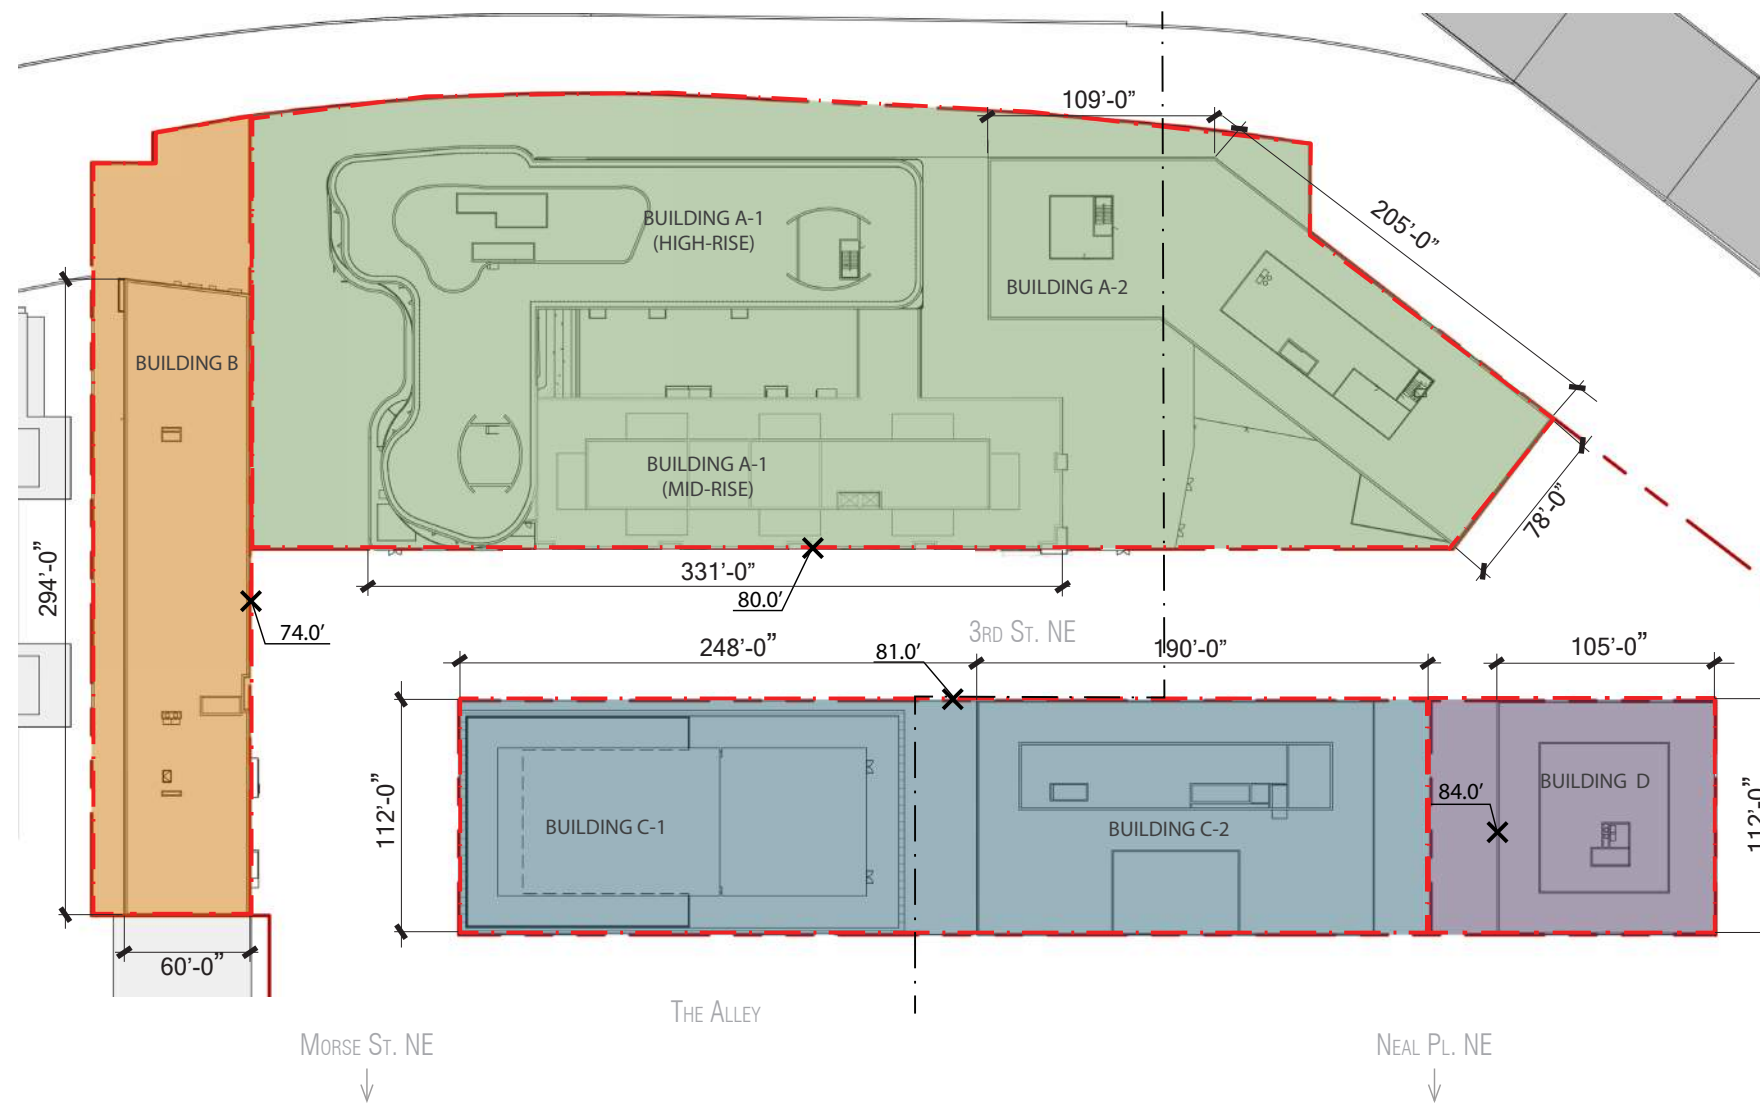 109'-0"
205'-0"
BUILDING A-1
(HIGH-RISE)
BUILDING A-2
BUILDING B
BUILDING A-1
(MID-RISE)
78'-0"
294'-0"
331'-0"
80.0'
74.0'
3RD ST. NE
248'-0"
81.0'
190'-0"
105'-0"
112'-0"
BUILDING C-1
BUILDING C-2
84.0'
BUILDING D
112'-0"
60'-0"
THE ALLEY
MORSE ST. NE
NEAL PL. NE